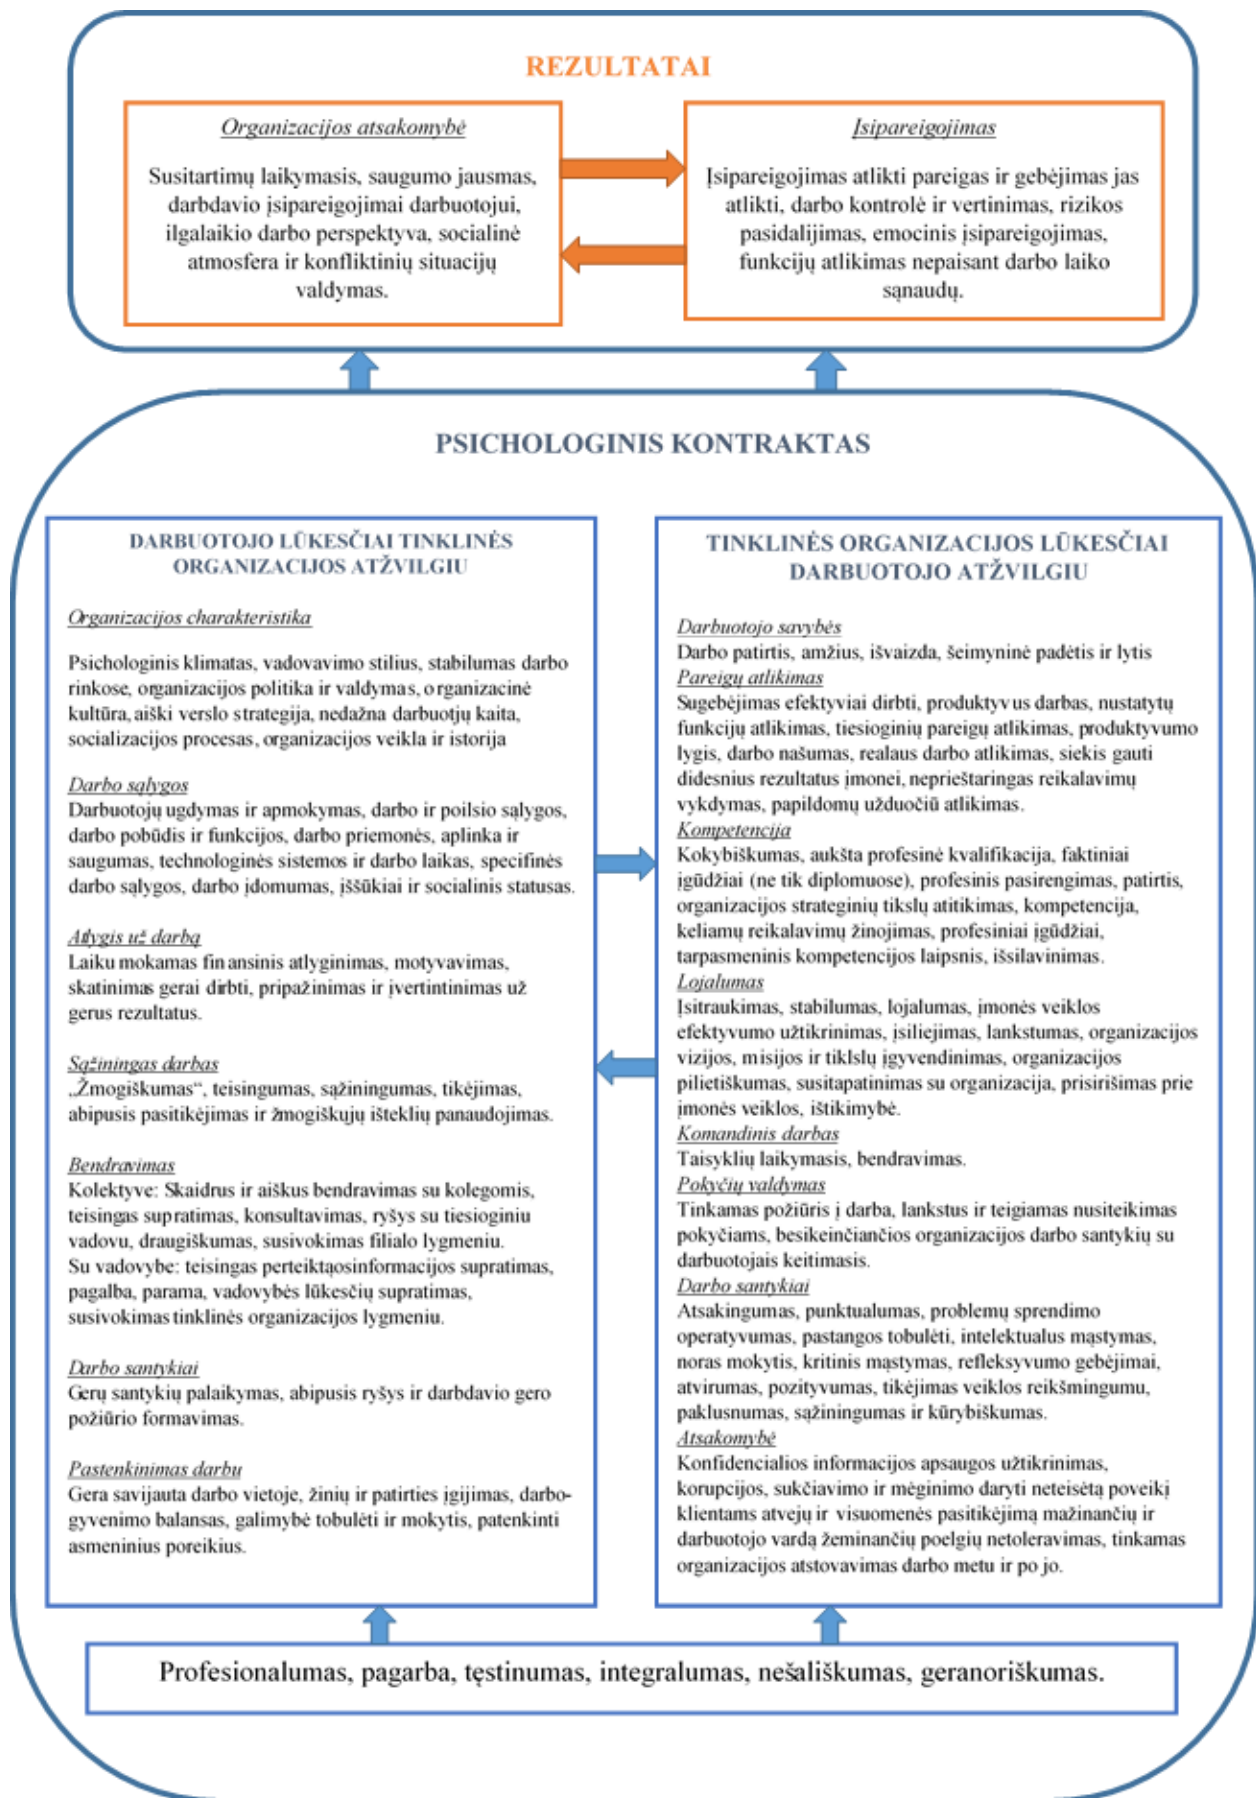 REZULTATAI
Organizacijos atsakomybė
Susitartimų laikymasis, saugumo jausmas,
darbdavio įsipareigojimai darbuotojui,
ilgalaikio darbo perspektyva, socialinė
atmosfera ir konfliktinių situacijų
valdymas.
Įsipareigojimas
Įsipareigojimas atlikti pareigas ir gebėjimas jas
atlikti, darbo kontrolė ir vertinimas, rizikos
pasidalijimas, emocinis įsipareigojimas,
funkcijų atlikimas nepaisant darbo laiko
sąnaudų.
PSICHOLOGINIS KONTRAKTAS
DARBUOTOJO LŪKESČIAI TINKLINĖS
ORGANIZACIJOS ATŽVILGIU
Organizacijos charakteristika
Psichologinis klimatas, vadovavimo stilius, stabilumas darbo
rinkose, organizacijos politika ir valdymas, organizacinė
kultūra, aiški verslo strategija, nedažna darbuotjų kaita,
socializacijos procesas, organizacijos veikla ir istorija
Darbo sąlygos
Darbuotojų ugdymas ir apmokymas, darbo ir poilsio sąlygos,
darbo pobūdis ir funkcijos, darbo priemonės, aplinka ir
saugumas, technologinės sistemos ir darbo laikas, specifinės
darbo sąlygos, darbo įdomumas, iššūkiai ir socialinis statusas.
Atlygis už darbą
Laiku mokamas finansinis atlyginimas, motyvavimas,
skatinimas gerai dirbti, pripažinimas ir įvertintinimas už
gerus rezultatus.
Sąžiningas darbas
„Žmogiškumas“, teisingumas, sąžiningumas, tikėjimas,
abipusis pasitikėjimas ir žmogiškųjų išteklių panaudojimas.
Bendravimas
Kolektyve: Skaidrus ir aiškus bendravimas su kolegomis,
teisingas supratimas, konsultavimas, ryšys su tiesioginiu
vadovu, draugiškumas, susivokimas filialo lygmeniu.
Su vadovybe: teisingas perteiktąosinformacijos supratimas,
pagalba, parama, vadovybės lūkesčių supratimas,
susivokimas tinklinės organizacijos lygmeniu.
Darbo santykiai
Gerų santykių palaikymas, abipusis ryšys ir darbdavio gero
požiūrio formavimas.
Pastenkinimas darbu
Gera savijauta darbo vietoje, žinių ir patirties įgijimas, darbo-
gyvenimo balansas, galimybė tobulėti ir mokytis, patenkinti
asmeninius poreikius.
TINKLINĖS ORGANIZACIJOS LŪKESČIAI
DARBUOTOJO ATŽVILGIU
Darbuotojo savybės
Darbo patirtis, amžius, išvaizda, šeimyninė padėtis ir lytis
Pareigų atlikimas
Sugebėjimas efektyviai dirbti, produktyvus darbas, nustatytų
funkcijų atlikimas, tiesioginių pareigų atlikimas, produktyvumo
lygis, darbo našumas, realaus darbo atlikimas, siekis gauti
didesnius rezultatus įmonei, neprieštaringas reikalavimų
vykdymas, papildomų užduočiū atlikimas.
Kompetencija
Kokybiškumas, aukšta profesinė kvalifikacija, faktiniai
įgūdžiai (ne tik diplomuose), profesinis pasirengimas, patirtis,
organizacijos strateginių tikslų atitikimas, kompetencija,
keliamų reikalavimų žinojimas, profesiniai įgūdžiai,
tarpasmeninis kompetencijos laipsnis, išsilavinimas.
Lojalumas
Įsitraukimas, stabilumas, lojalumas, įmonės veiklos
efektyvumo užtikrinimas, įsiliejimas, lankstumas, organizacijos
vizijos, misijos ir tiklslų įgyvendinimas, organizacijos
pilietiškumas, susitapatinimas su organizacija, prisirišimas prie
įmonės veiklos, ištikimybė.
Komandinis darbas
Taisyklių laikymasis, bendravimas.
Pokyčių valdymas
Tinkamas požiūris į darba, lankstus ir teigiamas nusiteikimas
pokyčiams, besikeinčiančios organizacijos darbo santykių su
darbuotojais keitimasis.
Darbo santykiai
Atsakingumas, punktualumas, problemų sprendimo
operatyvumas, pastangos tobulėti, intelektualus mąstymas,
noras mokytis, kritinis mąstymas, refleksyvumo gebėjimai,
atvirumas, pozityvumas, tikėjimas veiklos reikšmingumu,
paklusnumas, sąžiningumas ir kūrybiškumas.
Atsakomybė
Konfidencialios informacijos apsaugos užtikrinimas,
korupcijos, sukčiavimo ir mėginimo daryti neteisėtą poveikį
klientams atvejų ir visuomenės pasitikėjimą mažinančių ir
darbuotojo vardą žeminančių poelgių netoleravimas, tinkamas
organizacijos atstovavimas darbo metu ir po jo.
Profesionalumas, pagarba, tęstinumas, integralumas, nešališkumas, geranoriškumas.